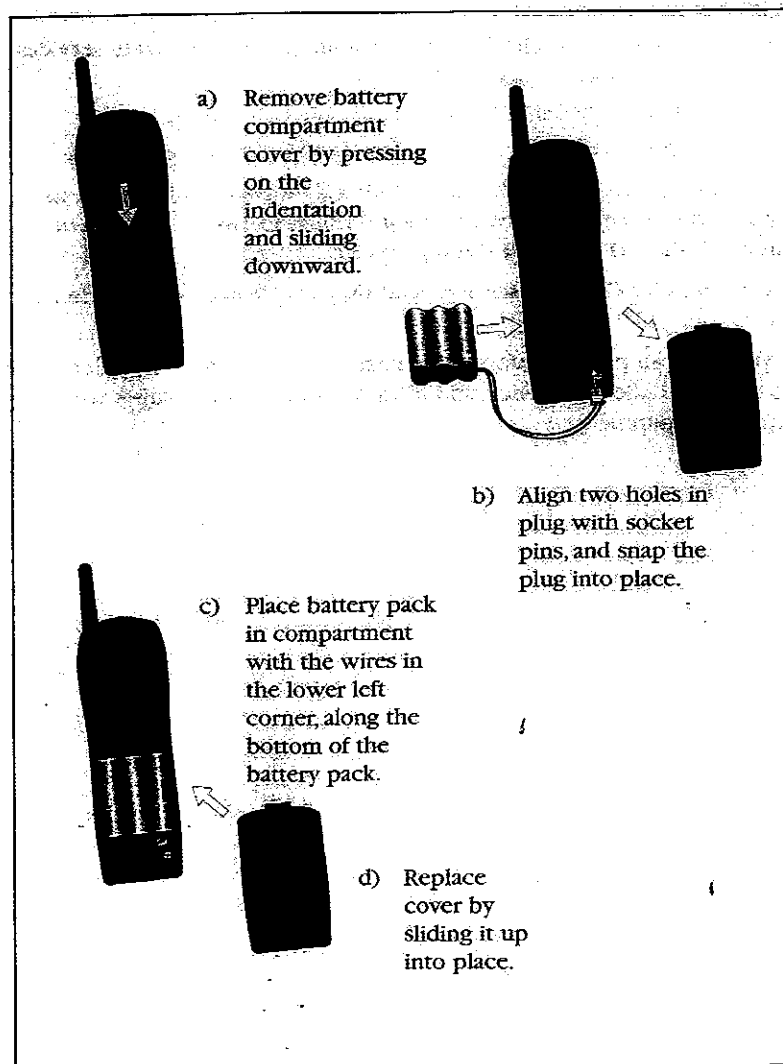 a) Remove battery
compartment
cover by pressing
on the
indentation
and sliding
downward.
b) Align two holes in
plug with socket
pins, and snap the
plug into place.
c) Place battery pack
in compartment
with the wires in
the lower left
corner, along the
bottom of the
battery pack.
d) Replace
cover by
sliding it up
into place.